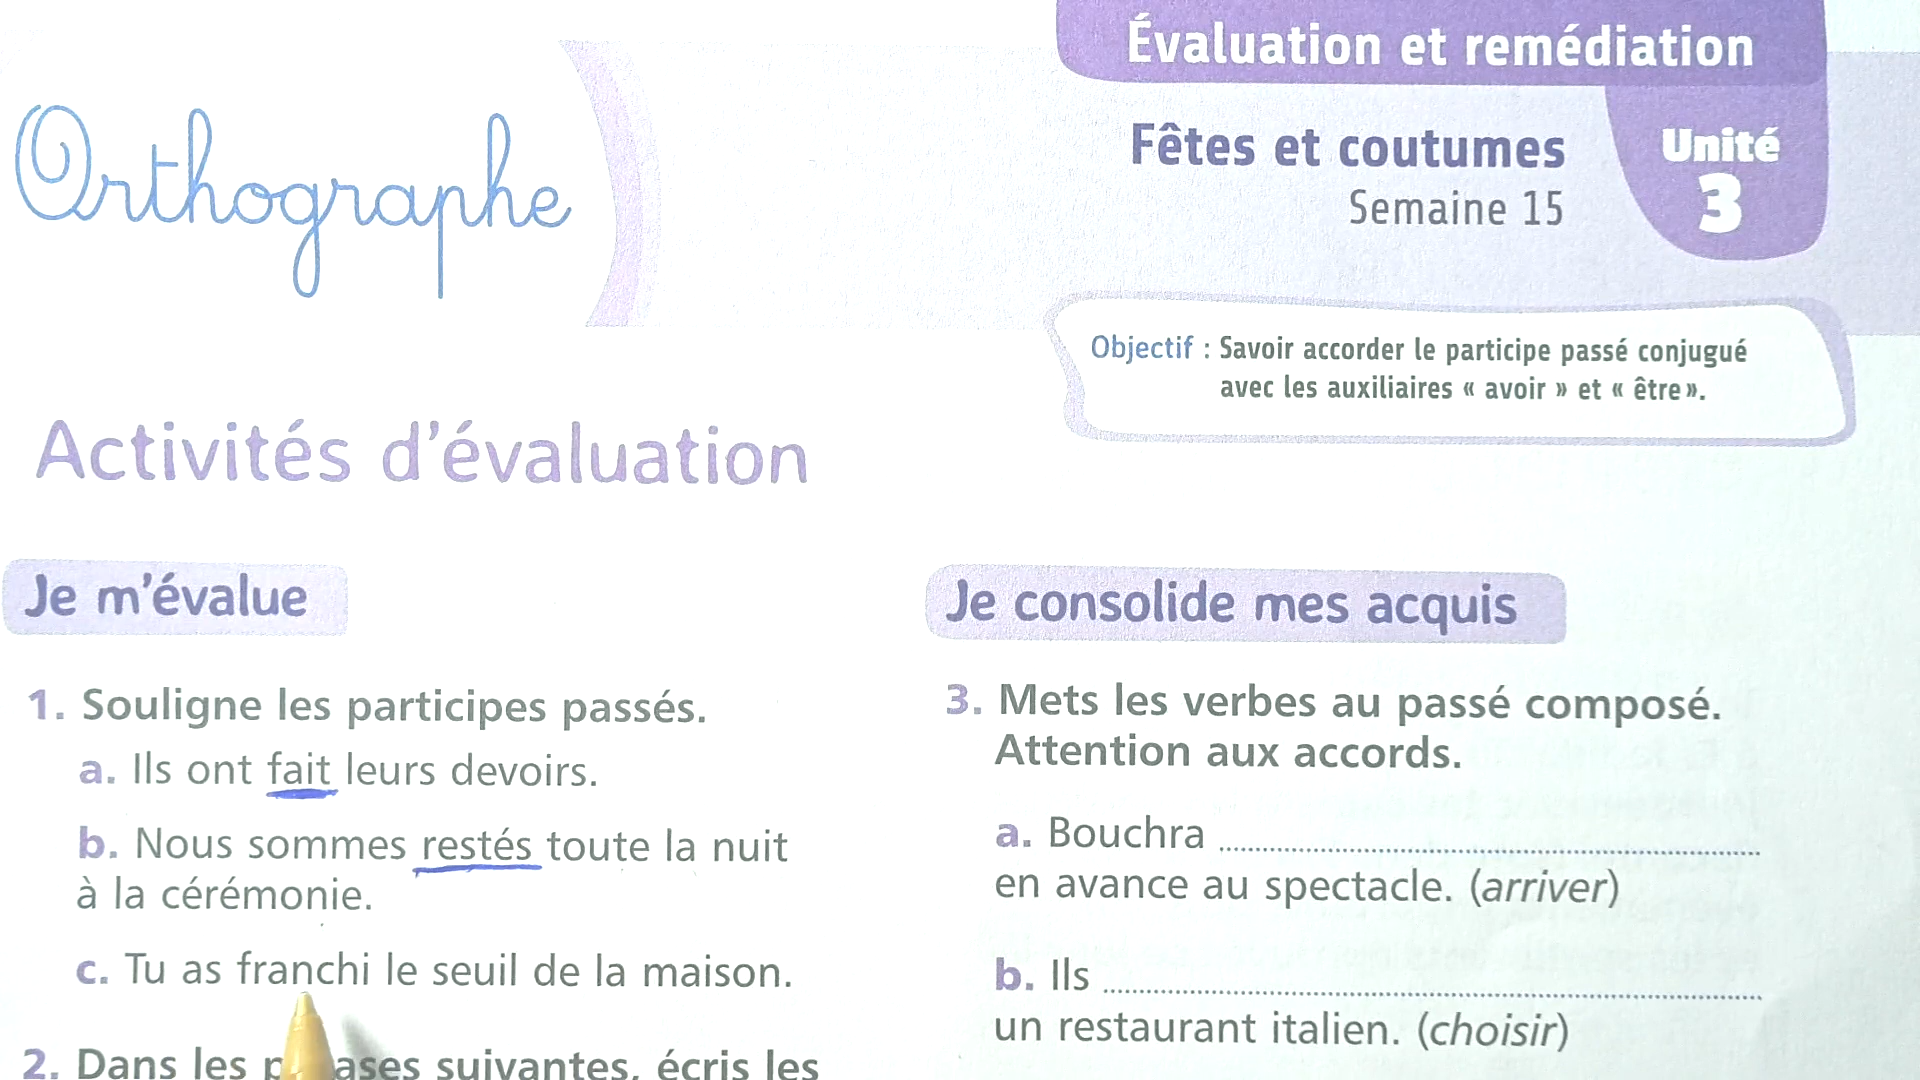 Évaluation et remédiation
Orthographe
Fêtes et coutumes
Semaine 15
Unité
3
Objectif : Savoir accorder le participe passé conjugué
avec les auxiliaires « avoir » et « être ».
Activités d'évaluation
Je m'évalue
1. Souligne les participes passés.
a. Ils ont fait leurs devoirs.
b. Nous sommes restés toute la nuit
à la cérémonie.
c. Tu as franchi le seuil de la maison.
2. Dans les suivantes, écris les
Je consolide mes acquis
3. Mets les verbes au passé composé.
Attention aux accords.
a. Bouchra
en avance au spectacle. (arriver)
b. Ils
un restaurant italien. (choisir)